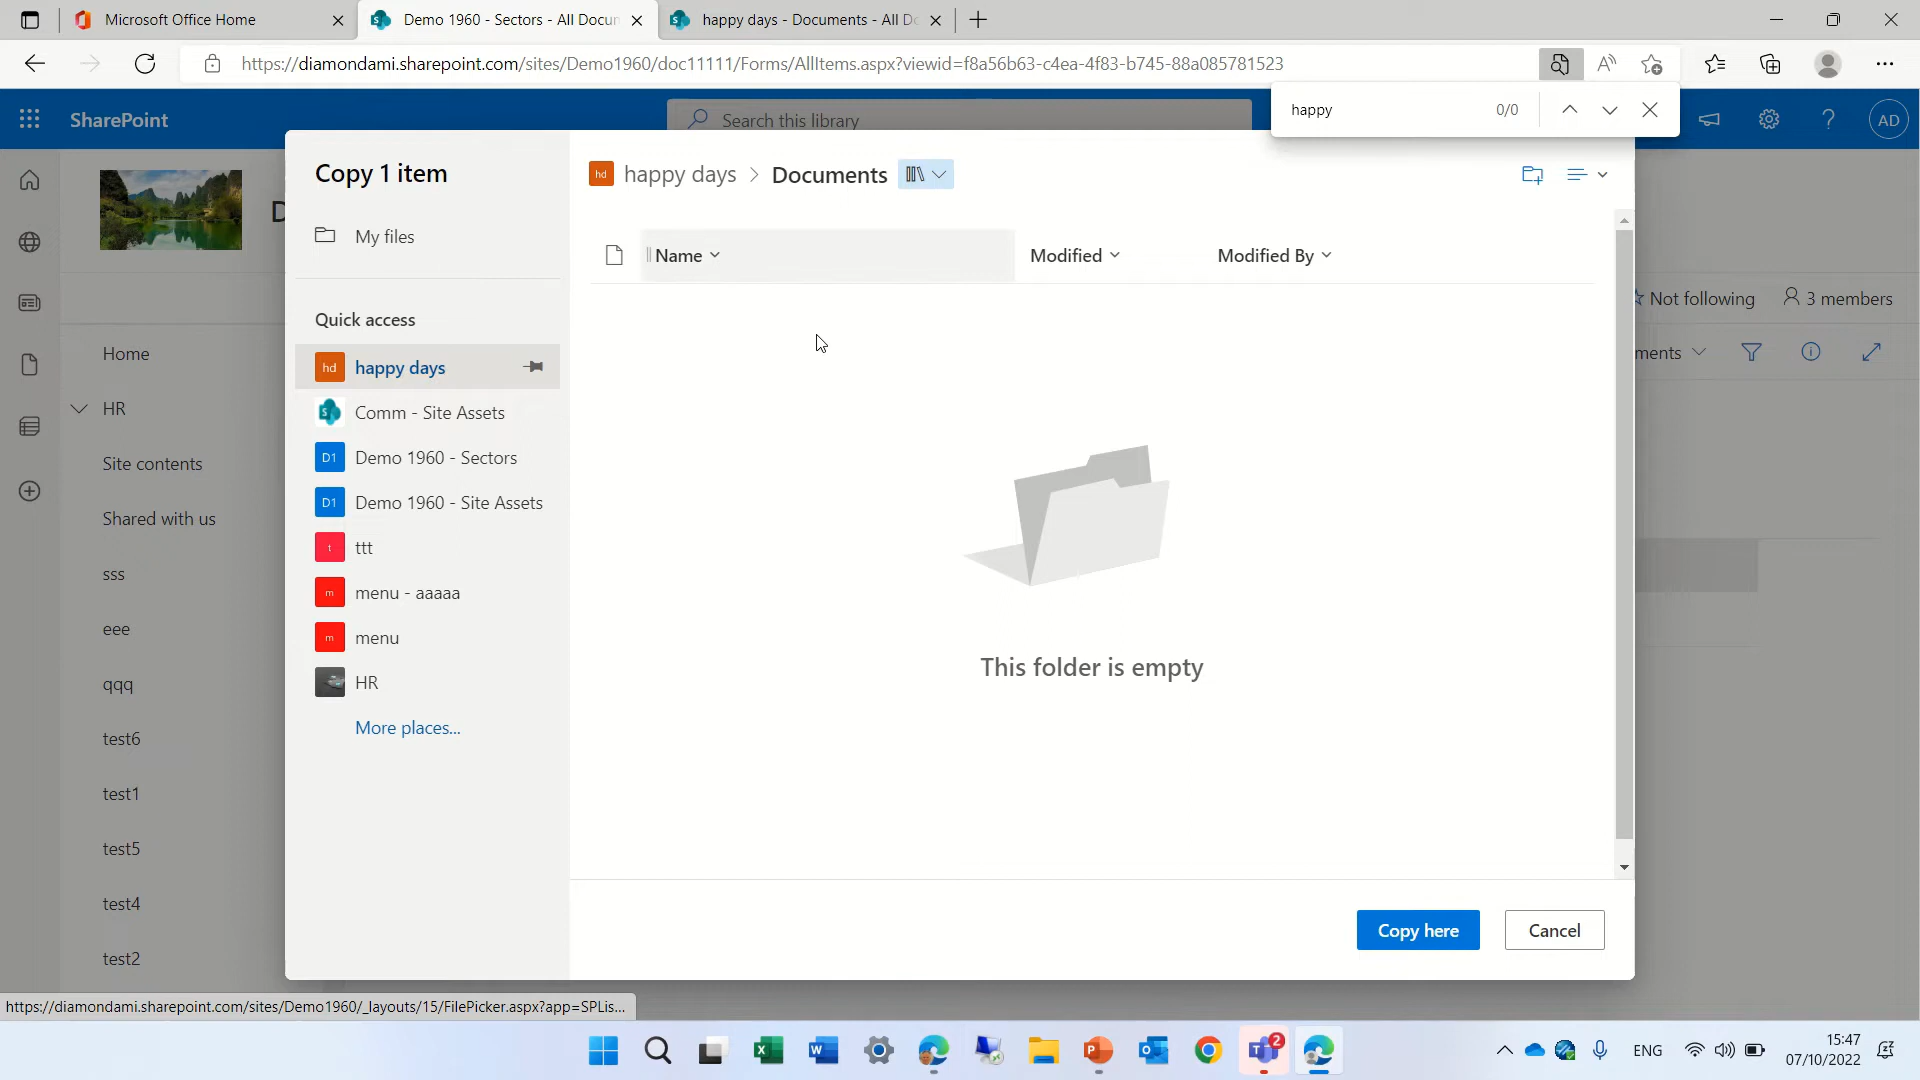 Microsoft Office Home
Demo 1960 - Sectors - All Docun
happy days - Documents - All Do
https://diamondami.sharepoint.com/sites/Demo1960/doc11111/Forms/AllItems.aspx?viewid=f8a56b63-c4ea-4f83-b745-88a085781523
happy 0/0
SharePoint
Search this library
AD
D
Not following
3 members
ments
Home
HR
Site contents
Shared with us
sss
eee
qqq
test6
test1
test5
test4
test2
Copy 1 item
My files
Quick access
hd happy days
S Comm - Site Assets
D1 Demo 1960 - Sectors
D1 Demo 1960 - Site Assets
t ttt
m menu - aaaaa
m menu
HR
More places...
hd happy days > Documents
Name Modified Modified By
This folder is empty
Copy here Cancel
https://diamondami.sharepoint.com/sites/Demo1960/_layouts/15/FilePicker.aspx?app=SPLis...
2
ENG
15:47
07/10/2022